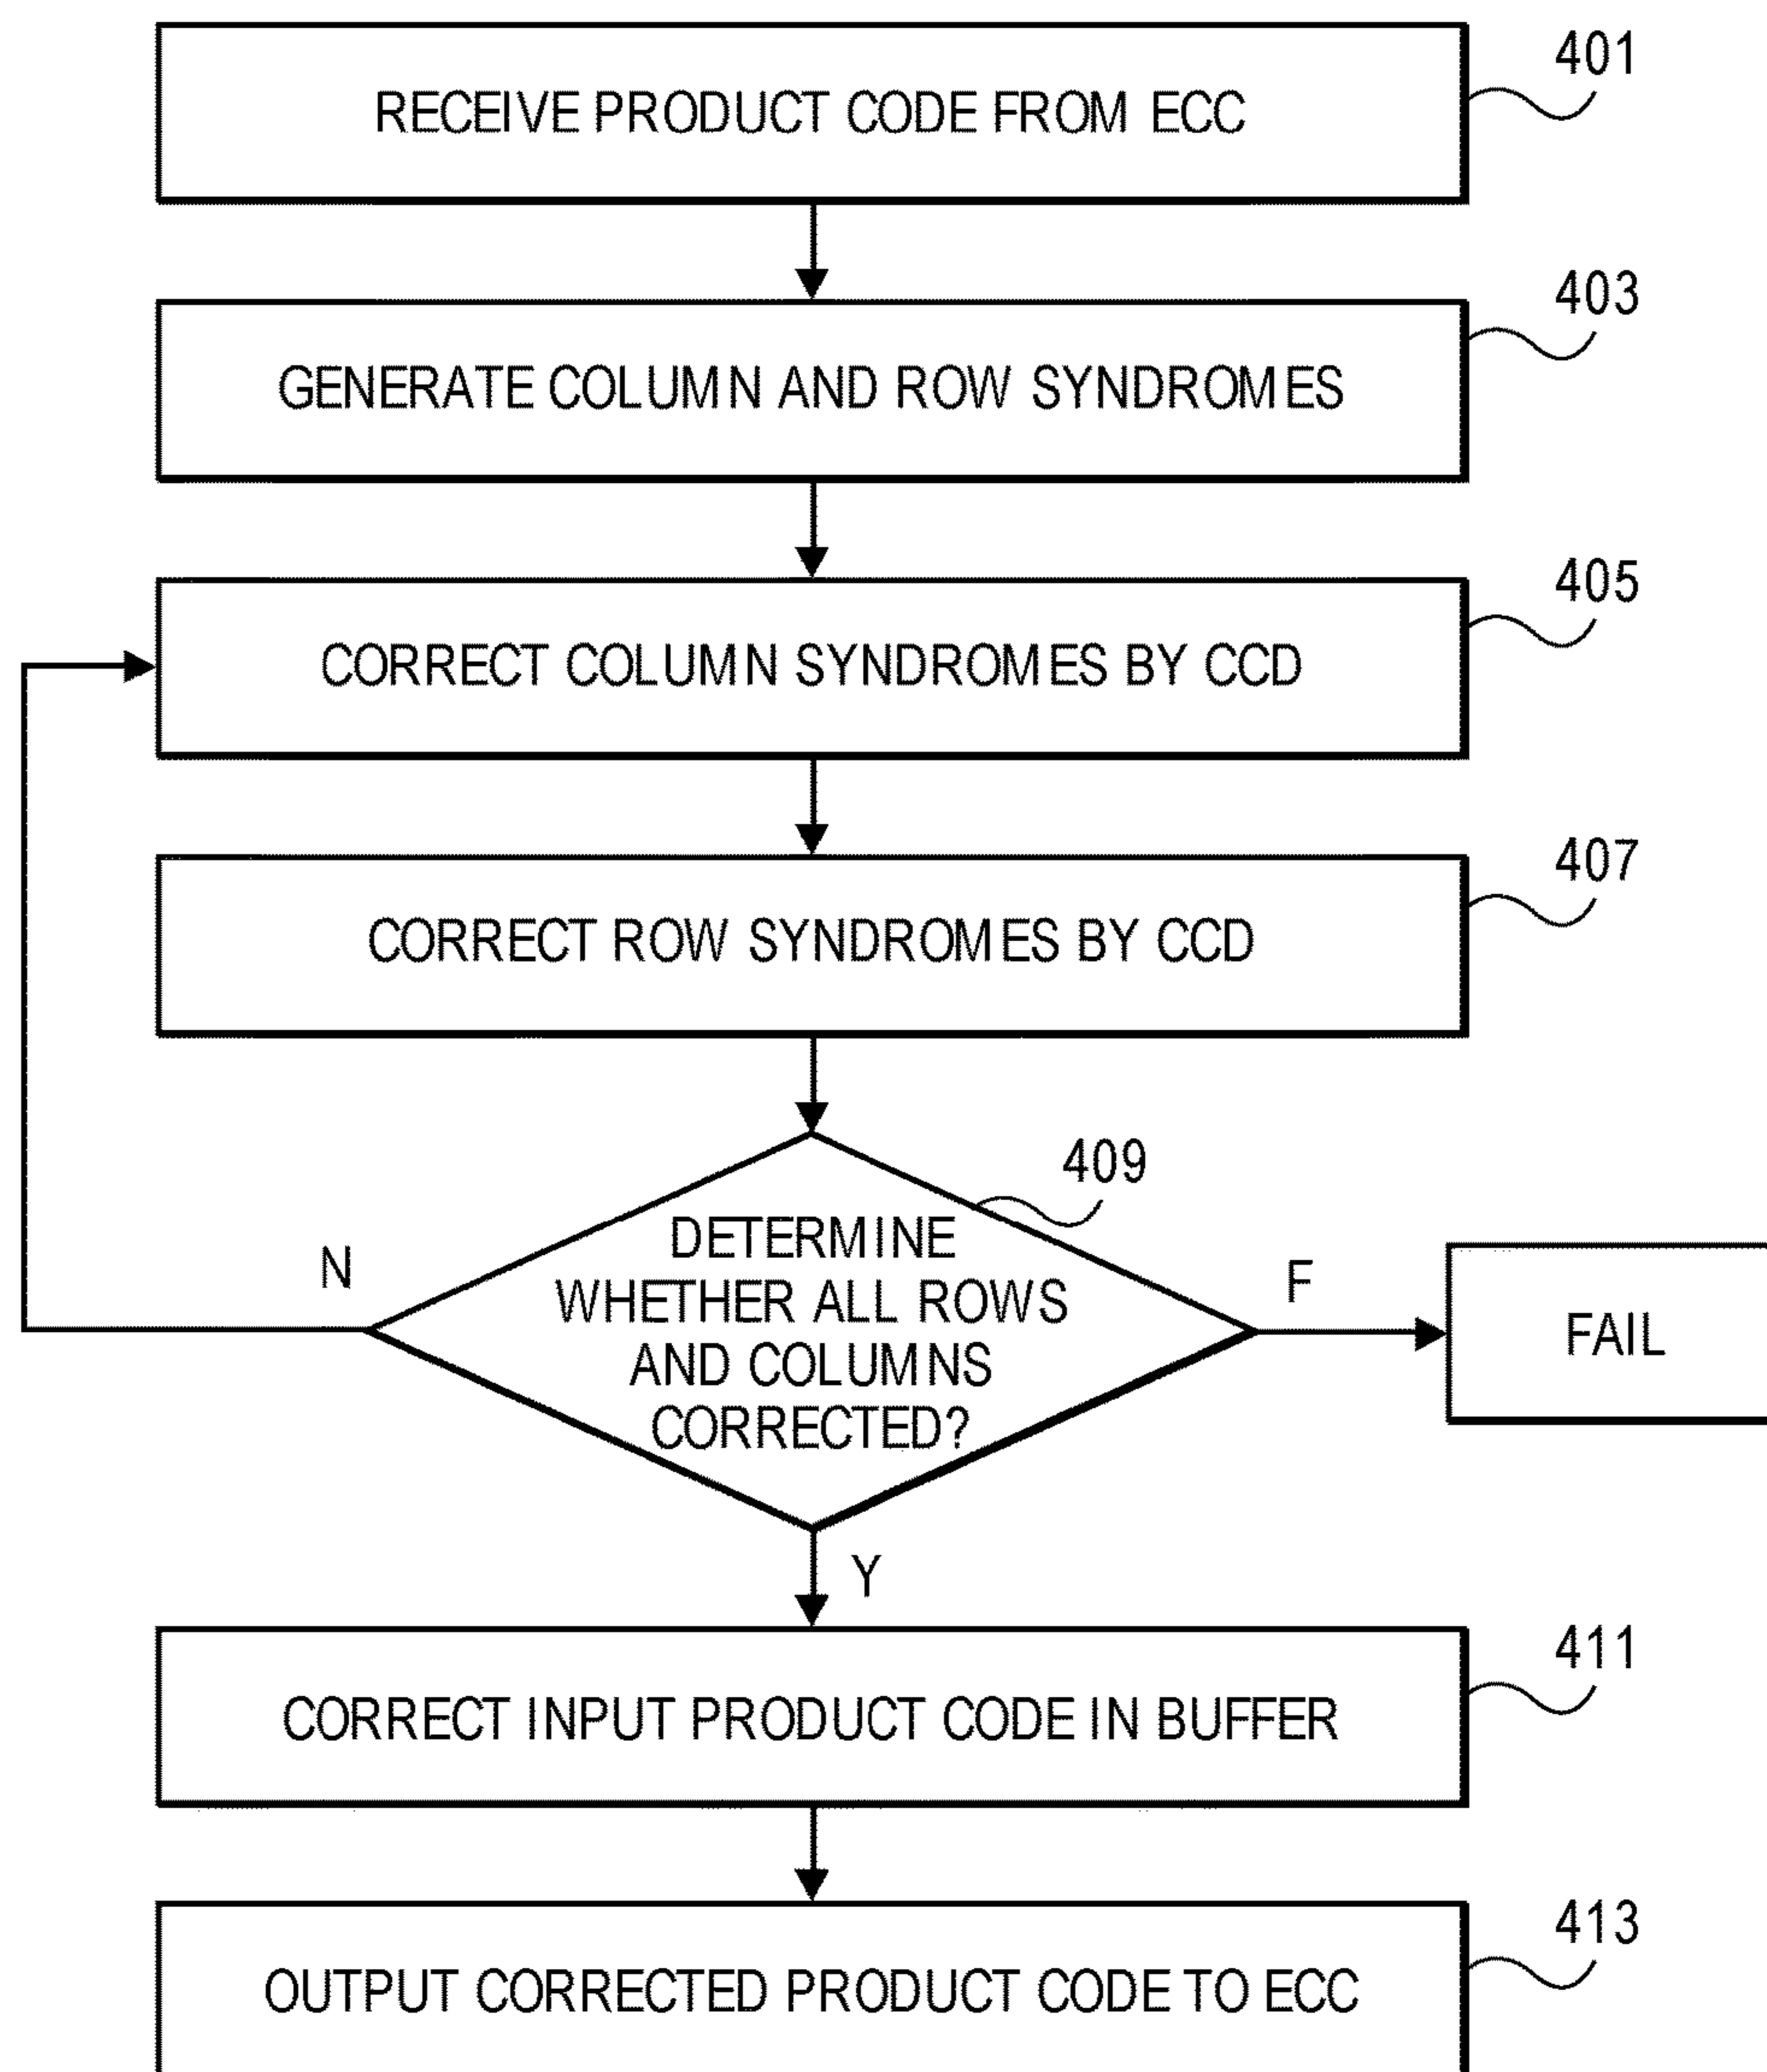 RECEIVE PRODUCT CODE FROM ECC
401
GENERATE COLUMN AND ROW SYNDROMES
403
CORRECT COLUMN SYNDROMES BY CCD
405
CORRECT ROW SYNDROMES BY CCD
407
409
DETERMINE
WHETHER ALL ROWS
AND COLUMNS
CORRECTED?
N
F
FAIL
Y
CORRECT INPUT PRODUCT CODE IN BUFFER
411
OUTPUT CORRECTED PRODUCT CODE TO ECC
413